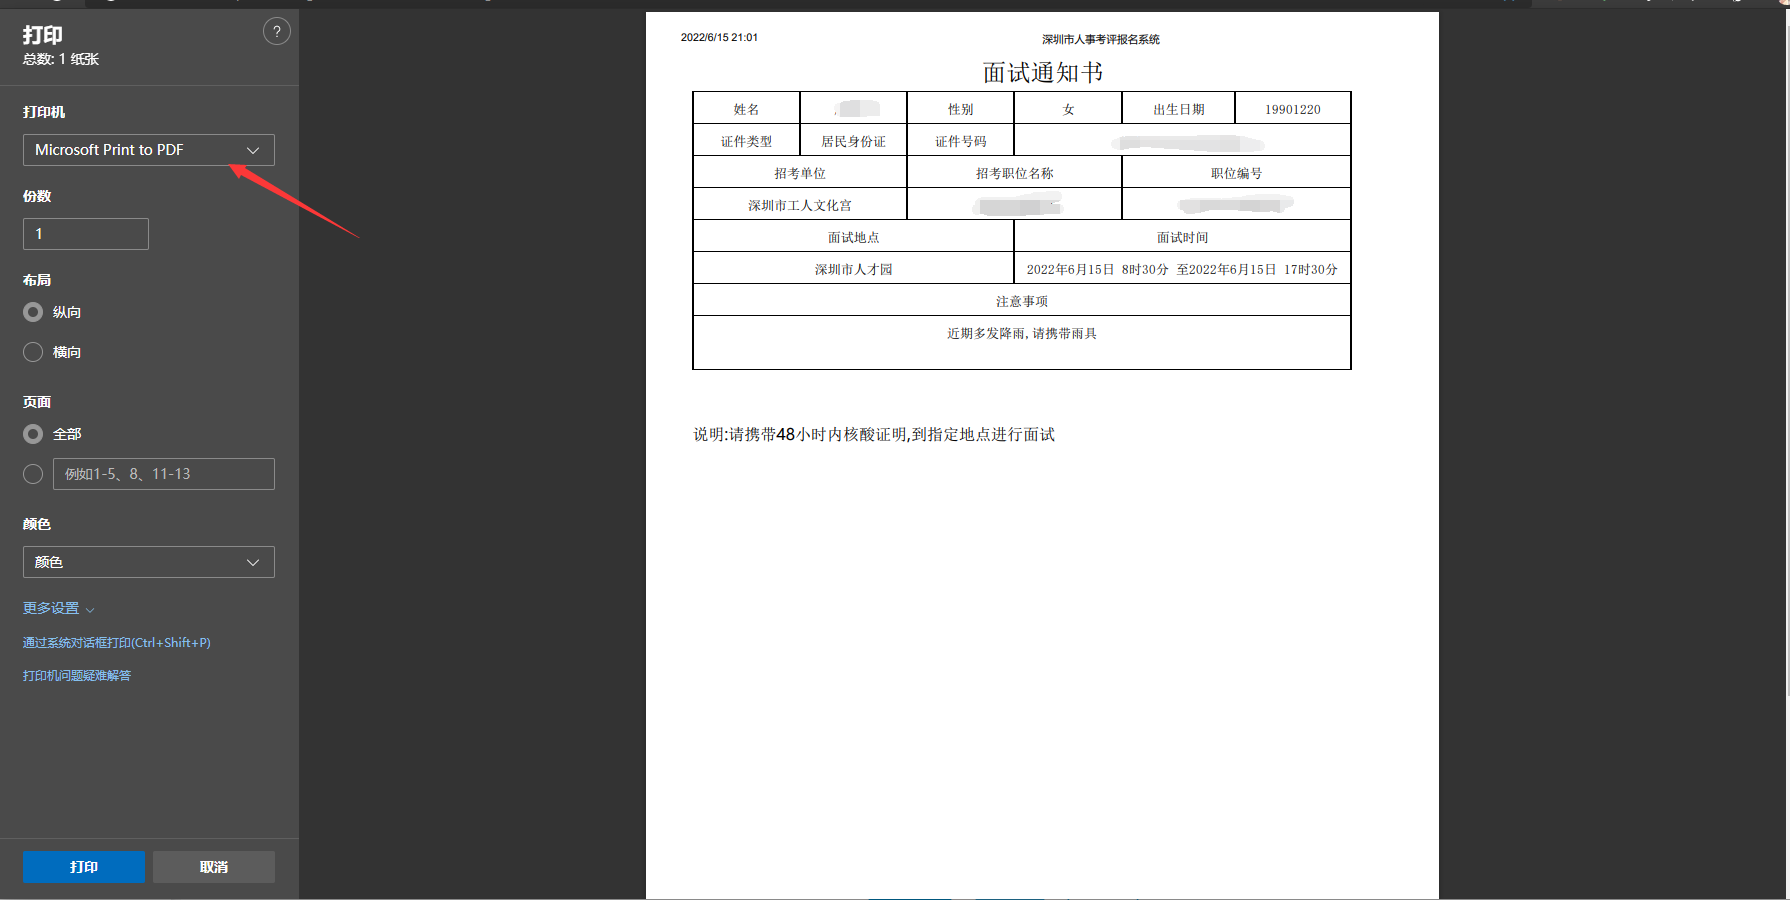 打印
?
总数: 1 纸张
打印机
Microsoft Print to PDF
份数
1
布局
纵向
横向
页面
全部
例如1-5、8、11-13
颜色
颜色
更多设置
通过系统对话框打印(Ctrl+Shift+P)
打印机问题疑难解答
打印 取消
2022/6/15 21:01 深圳市人事考评报名系统
面试通知书
姓名 性别 女 出生日期 19901220
证件类型 居民身份证 证件号码
招考单位 招考职位名称 职位编号
深圳市工人文化宫
面试地点 面试时间
深圳市人才园 2022年6月15日 8时30分 至2022年6月15日 17时30分
注意事项
近期多发降雨,请携带雨具
说明:请携带48小时内核酸证明,到指定地点进行面试